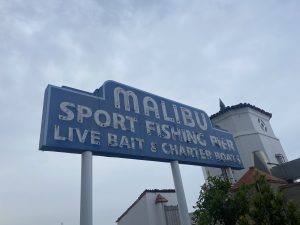 MALIBU
SPORT FISHING PIER
LIVE BAIT & CHARTER BOATS